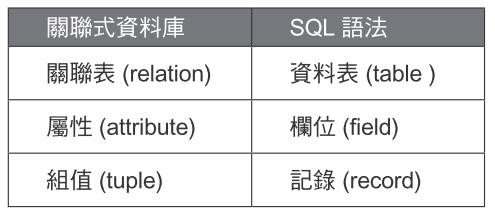 關聯式資料庫 SQL 語法
關聯表 (relation) 資料表 (table )
屬性 (attribute) 欄位 (field)
組值 (tuple) 記錄 (record)